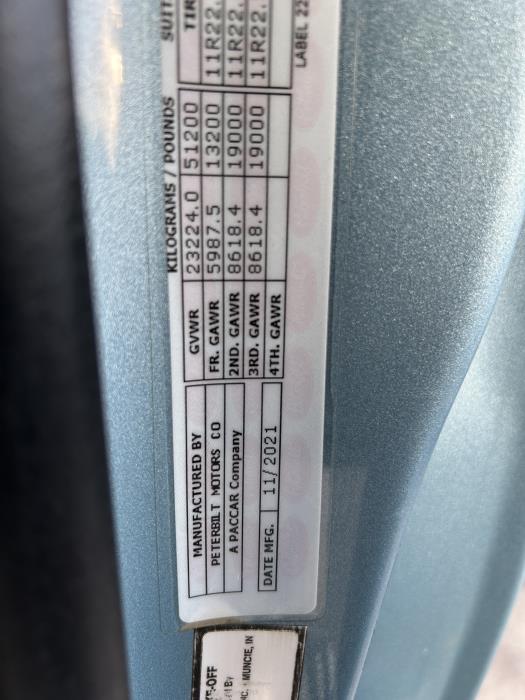 MANUFACTURED BY
PETERBILT MOTORS CO
A PACCAR Company
DATE MFG. 11/2021
KILOGRAMS / POUNDS
GVWR 23224.0 51200
FR. GAWR 5987.5 13200 11R22.
2ND. GAWR 8618.4 19000 11R22.
3RD. GAWR 8618.4 19000 11R22.
4TH. GAWR
LABEL 22
MUNCIE, IN